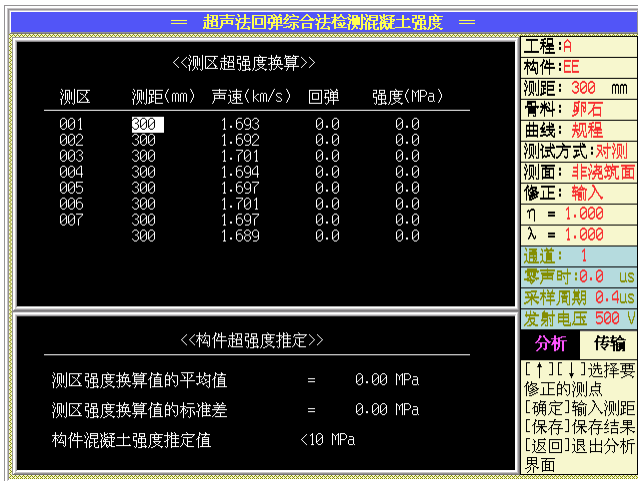 ═ 超声法回弹综合法检测混凝土强度 ═
<<测区超强度换算>>
测区 测距(mm) 声速(km/s) 回弹 强度(MPa)
001 300 1.693 0.0 0.0
002 300 1.692 0.0 0.0
003 300 1.701 0.0 0.0
004 300 1.694 0.0 0.0
005 300 1.697 0.0 0.0
006 300 1.701 0.0 0.0
007 300 1.697 0.0 0.0
300 1.689 0.0 0.0
<<构件超强度推定>>
测区强度换算值的平均值 = 0.00 MPa
测区强度换算值的标准差 = 0.00 MPa
构件混凝土强度推定值 <10 MPa
工程:A
构件:EE
测距: 300 mm
骨料: 卵石
曲线: 规程
测试方式:对测
测面: 非浇筑面
修正: 输入
η = 1.000
λ = 1.000
通道: 1
零声时:0.0 us
采样周期 0.4us
发射电压 500 V
分析 传输
[↑][↓]选择要
修正的测点
[确定]输入测距
[保存]保存结果
[返回]退出分析
界面